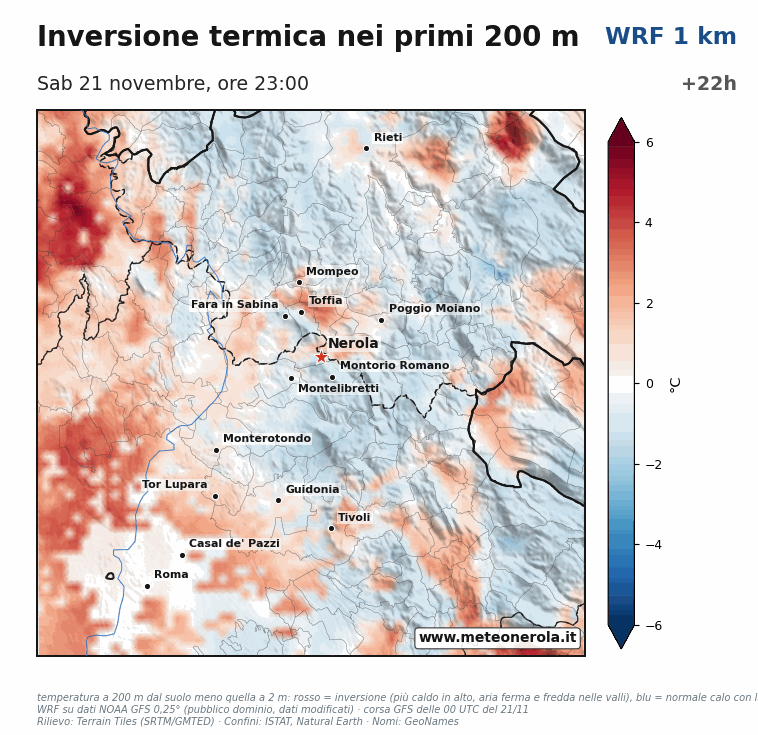 Inversione termica nei primi 200 m
WRF 1 km
Sab 21 novembre, ore 23:00
+22h
Rieti
Mompeo
Fara in Sabina
Toffia
Poggio Moiano
Nerola
Montorio Romano
Montelibretti
Monterotondo
Tor Lupara
Guidonia
Tivoli
Casal de' Pazzi
Roma
www.meteonerola.it
6
4
2
0
−2
−4
−6
°C
temperatura a 200 m dal suolo meno quella a 2 m: rosso = inversione (più caldo in alto, aria ferma e fredda nelle valli), blu = normale calo con l
WRF su dati NOAA GFS 0,25° (pubblico dominio, dati modificati) · corsa GFS delle 00 UTC del 21/11
Rilievo: Terrain Tiles (SRTM/GMTED) · Confini: ISTAT, Natural Earth · Nomi: GeoNames